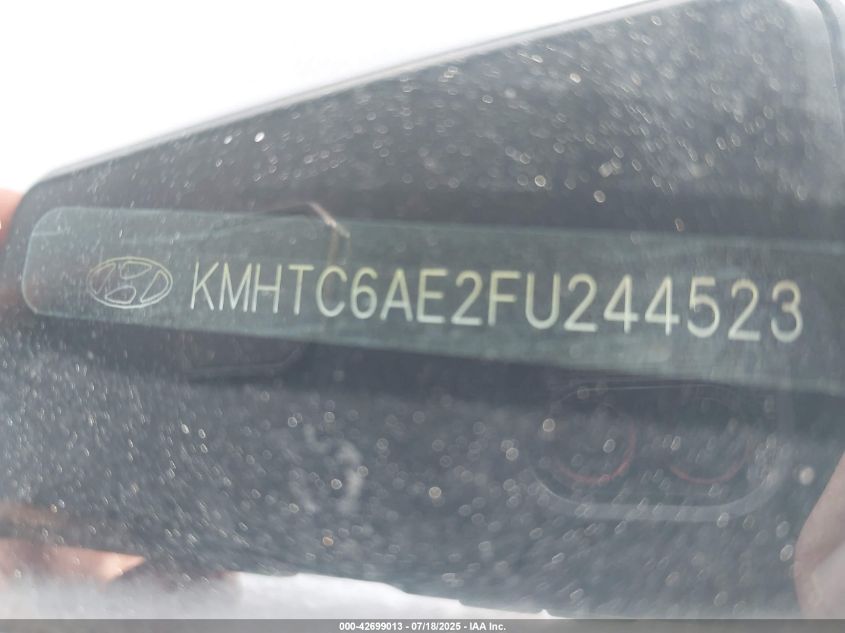 KMHTC6AE2FU244523
000-42699013 - 07/18/2025 - IAA Inc.